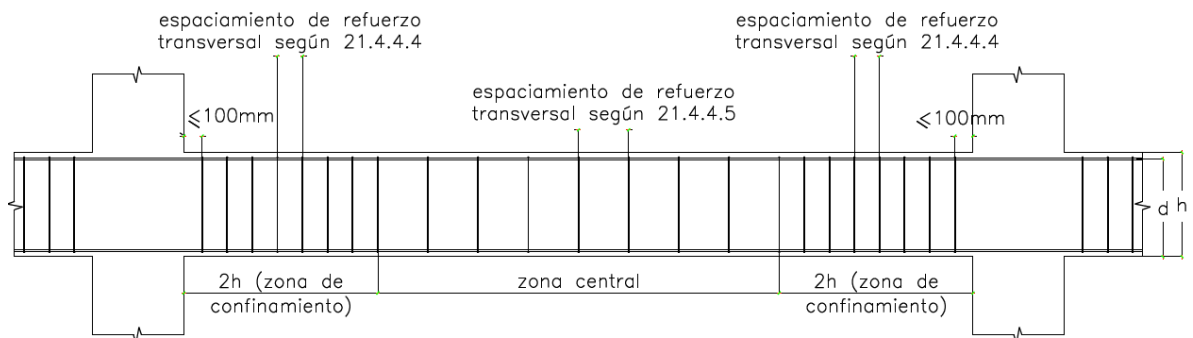 espaciamiento de refuerzo
transversal según 21.4.4.4
espaciamiento de refuerzo
transversal según 21.4.4.4
espaciamiento de refuerzo
transversal según 21.4.4.5
≤100mm
≤100mm
d
h
2h (zona de
confinamiento)
zona central
2h (zona de
confinamiento)